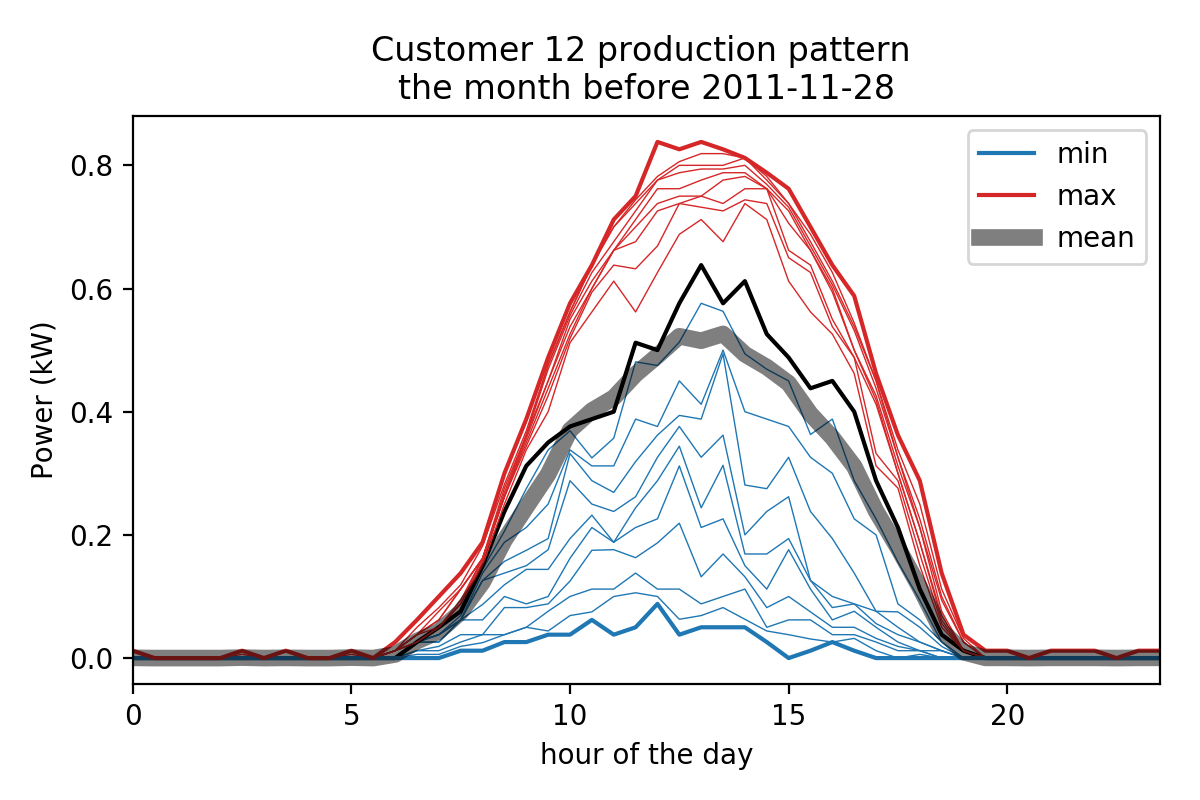 Customer 12 production pattern
the month before 2011-11-28
min
max
mean
Power (kW)
0.8
0.6
0.4
0.2
0.0
0 5 10 15 20
hour of the day